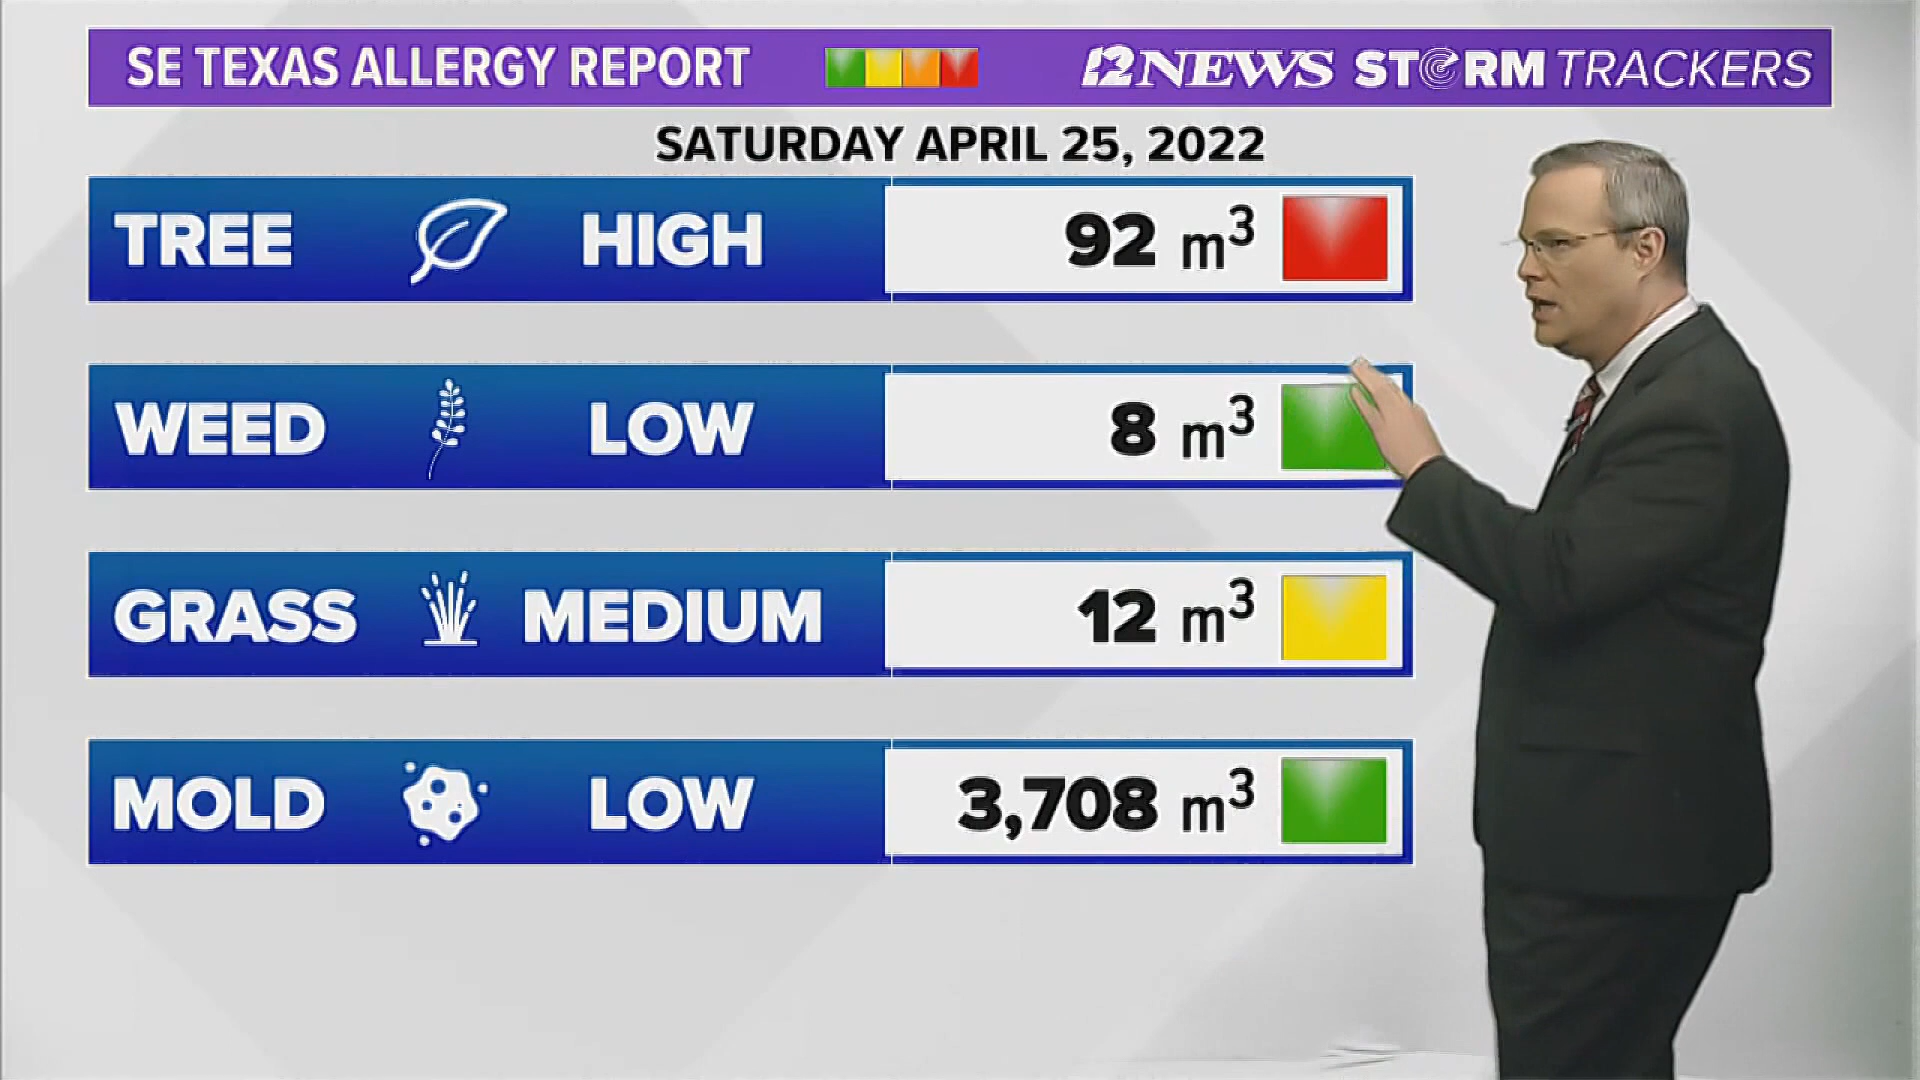 SE TEXAS ALLERGY REPORT 12NEWS STORM TRACKERS
SATURDAY APRIL 25, 2022
TREE HIGH 92 m³
WEED LOW 8 m³
GRASS MEDIUM 12 m³
MOLD LOW 3,708 m³